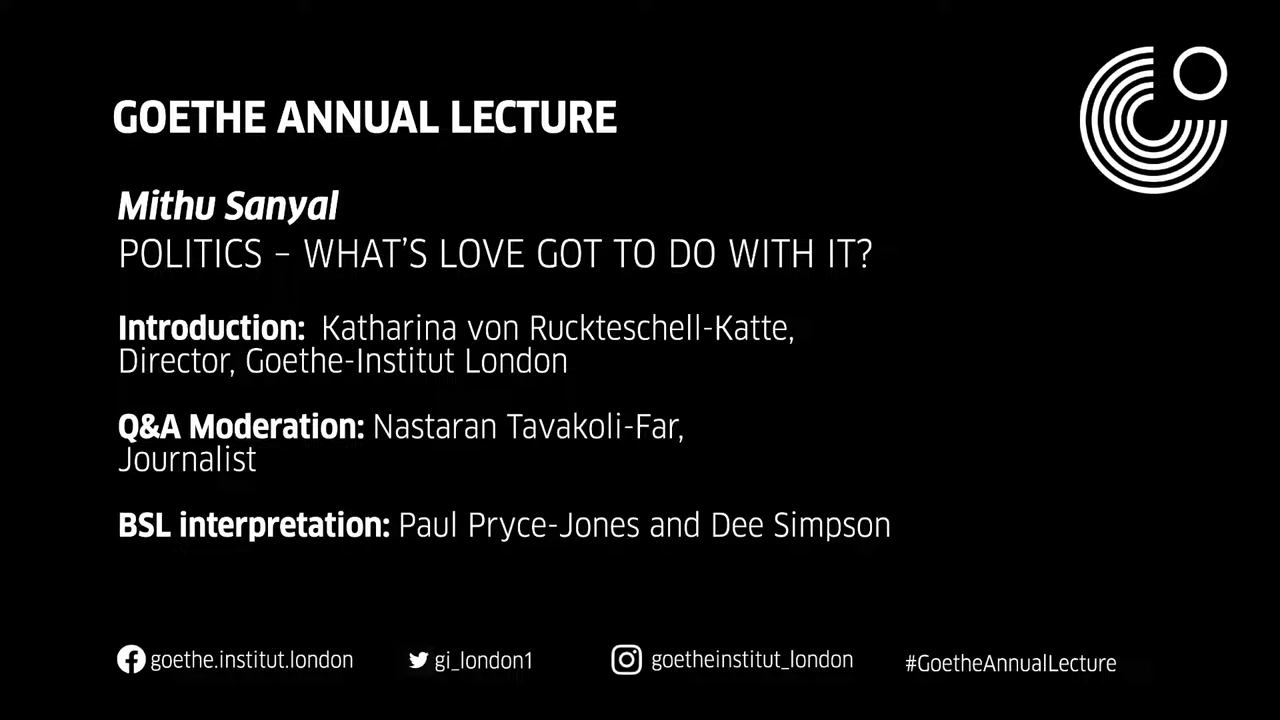 GOETHE ANNUAL LECTURE
Mithu Sanyal
POLITICS – WHAT'S LOVE GOT TO DO WITH IT?
Introduction: Katharina von Ruckteschell-Katte,
Director, Goethe-Institut London
Q&A Moderation: Nastaran Tavakoli-Far,
Journalist
BSL interpretation: Paul Pryce-Jones and Dee Simpson
goethe.institut.london
gi_london1
goetheinstitut_london
#GoetheAnnualLecture